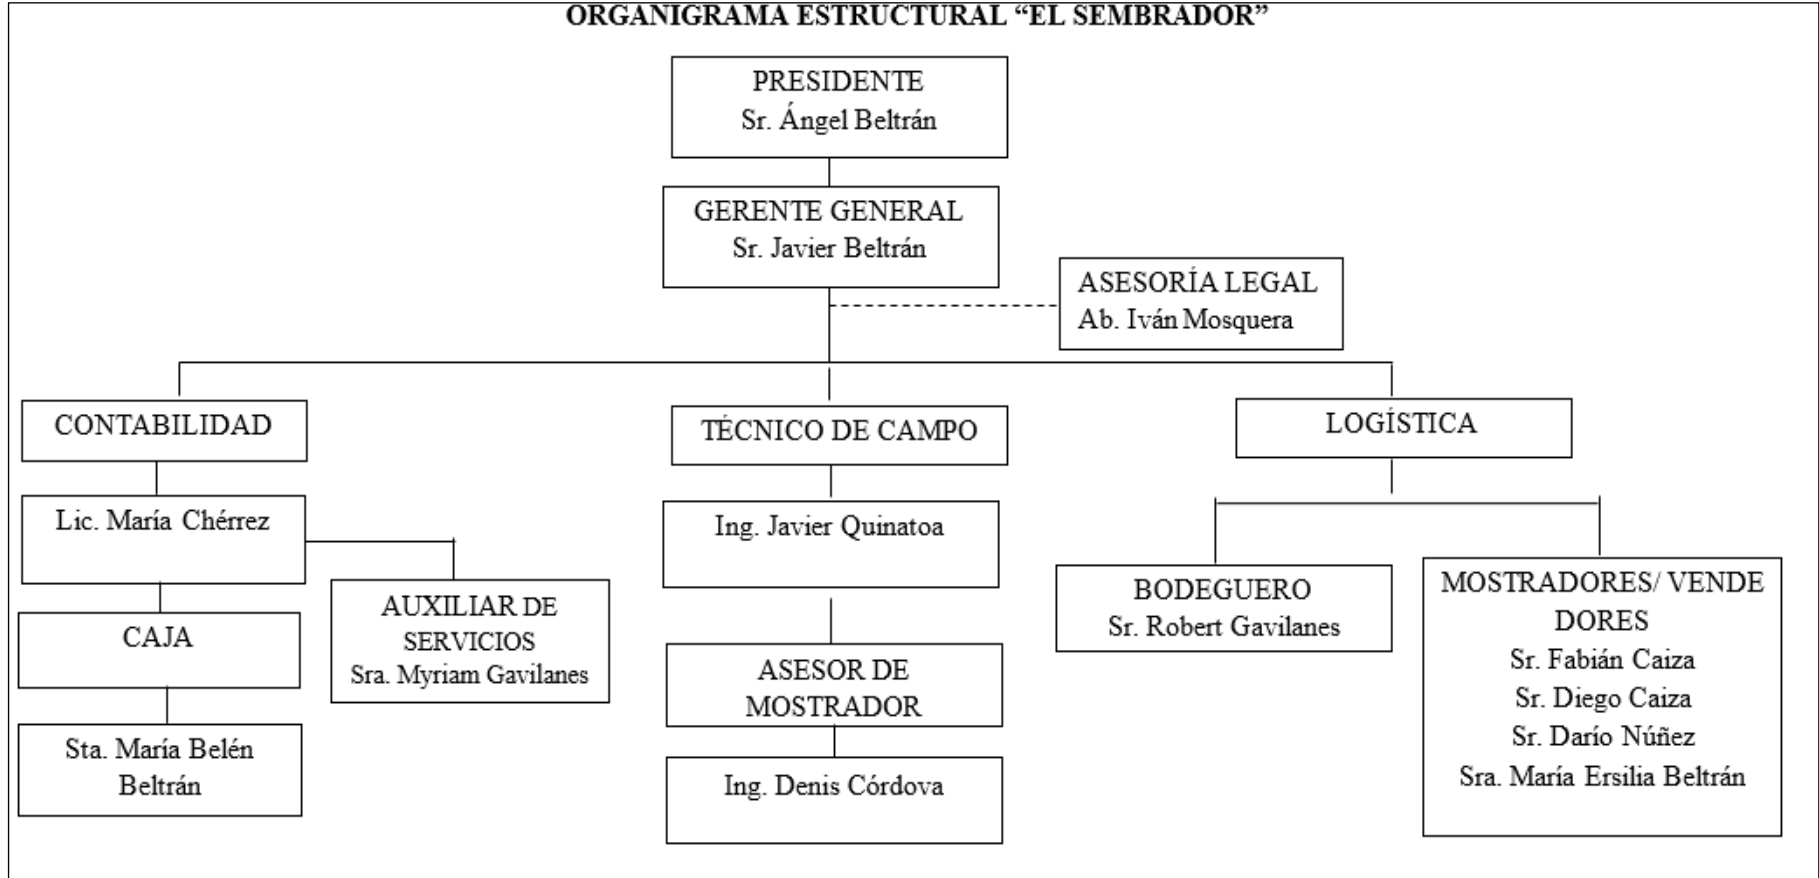 ORGANIGRAMA ESTRUCTURAL “EL SEMBRADOR”
PRESIDENTE
Sr. Ángel Beltrán
GERENTE GENERAL
Sr. Javier Beltrán
ASESORÍA LEGAL
Ab. Iván Mosquera
CONTABILIDAD
Lic. María Chérrez
AUXILIAR DE
SERVICIOS
Sra. Myriam Gavilanes
CAJA
Sta. María Belén
Beltrán
TÉCNICO DE CAMPO
Ing. Javier Quinatoa
ASESOR DE
MOSTRADOR
Ing. Denis Córdova
LOGÍSTICA
BODEGUERO
Sr. Robert Gavilanes
MOSTRADORES/ VENDE
DORES
Sr. Fabián Caiza
Sr. Diego Caiza
Sr. Darío Núñez
Sra. María Ersilia Beltrán